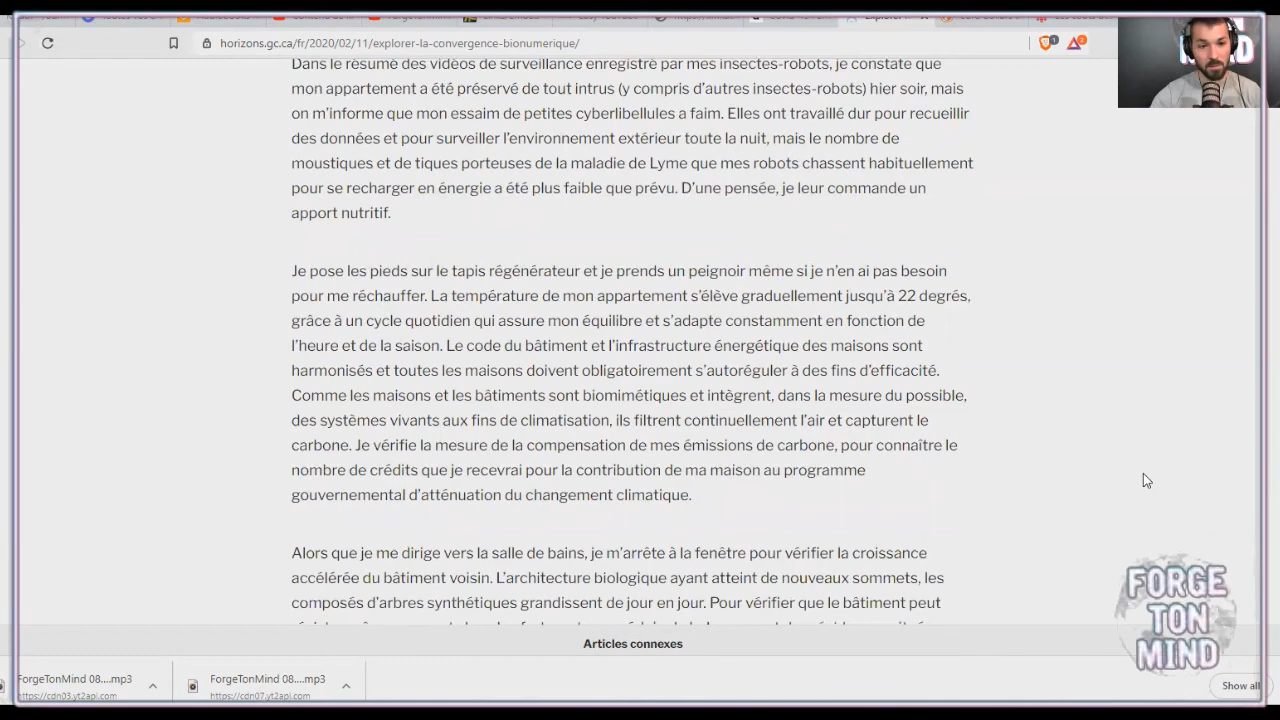 horizons.gc.ca/fr/2020/02/11/explorer-la-convergence-bionumerique/
1
2
MIND
Dans le résumé des vidéos de surveillance enregistré par mes insectes-robots, je constate que
mon appartement a été préservé de tout intrus (y compris d'autres insectes-robots) hier soir, mais
on m'informe que mon essaim de petites cyberlibellules a faim. Elles ont travaillé dur pour recueillir
des données et pour surveiller l'environnement extérieur toute la nuit, mais le nombre de
moustiques et de tiques porteuses de la maladie de Lyme que mes robots chassent habituellement
pour se recharger en énergie a été plus faible que prévu. D'une pensée, je leur commande un
apport nutritif.
Je pose les pieds sur le tapis régénérateur et je prends un peignoir même si je n'en ai pas besoin
pour me réchauffer. La température de mon appartement s'élève graduellement jusqu'à 22 degrés,
grâce à un cycle quotidien qui assure mon équilibre et s'adapte constamment en fonction de
l'heure et de la saison. Le code du bâtiment et l'infrastructure énergétique des maisons sont
harmonisés et toutes les maisons doivent obligatoirement s'autoréguler à des fins d'efficacité.
Comme les maisons et les bâtiments sont biomimétiques et intègrent, dans la mesure du possible,
des systèmes vivants aux fins de climatisation, ils filtrent continuellement l'air et capturent le
carbone. Je vérifie la mesure de la compensation de mes émissions de carbone, pour connaître le
nombre de crédits que je recevrai pour la contribution de ma maison au programme
gouvernemental d'atténuation du changement climatique.
Alors que je me dirige vers la salle de bains, je m'arrête à la fenêtre pour vérifier la croissance
accélérée du bâtiment voisin. L'architecture biologique ayant atteint de nouveaux sommets, les
composés d'arbres synthétiques grandissent de jour en jour. Pour vérifier que le bâtiment peut
Articles connexes
FORGE
TON
MIND
ForgeTonMind 08....mp3
https://cdn03.yt2api.com
ForgeTonMind 08....mp3
https://cdn07.yt2api.com
Show all